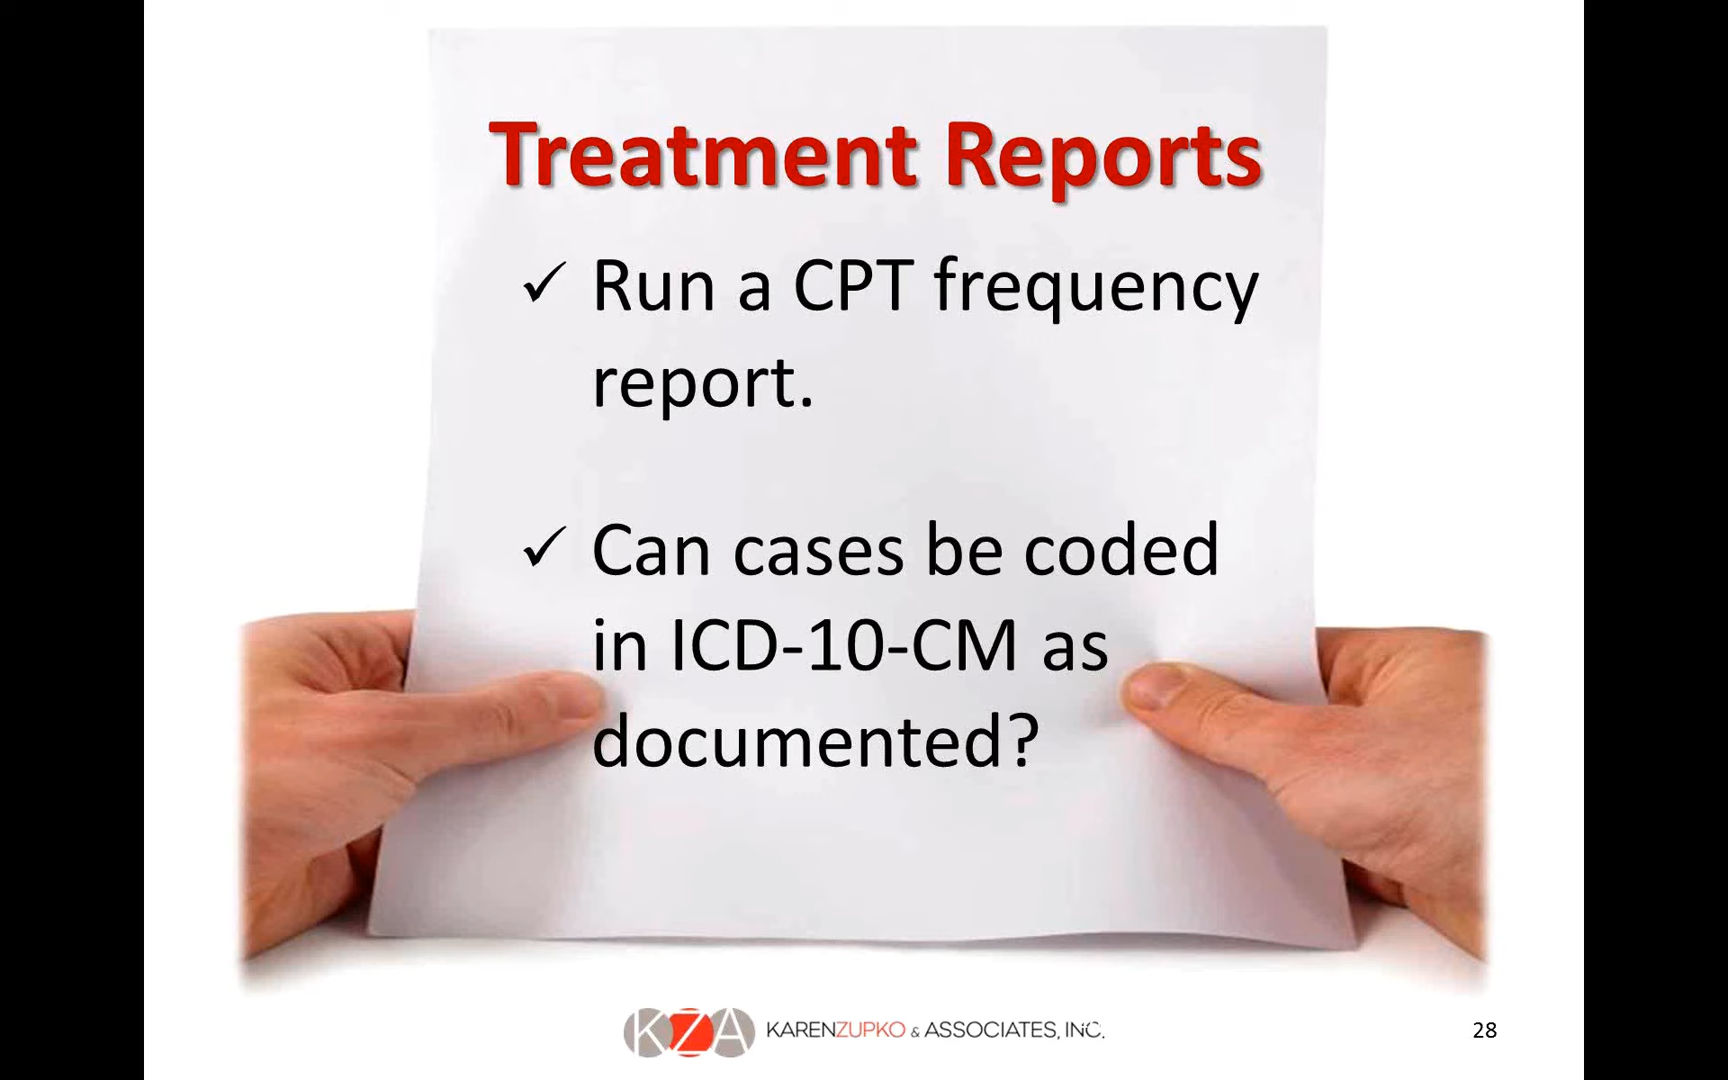 Treatment Reports
✓ Run a CPT frequency
report.
✓ Can cases be coded
in ICD-10-CM as
documented?
KZA KARENZUPKO & ASSOCIATES, INC.
28